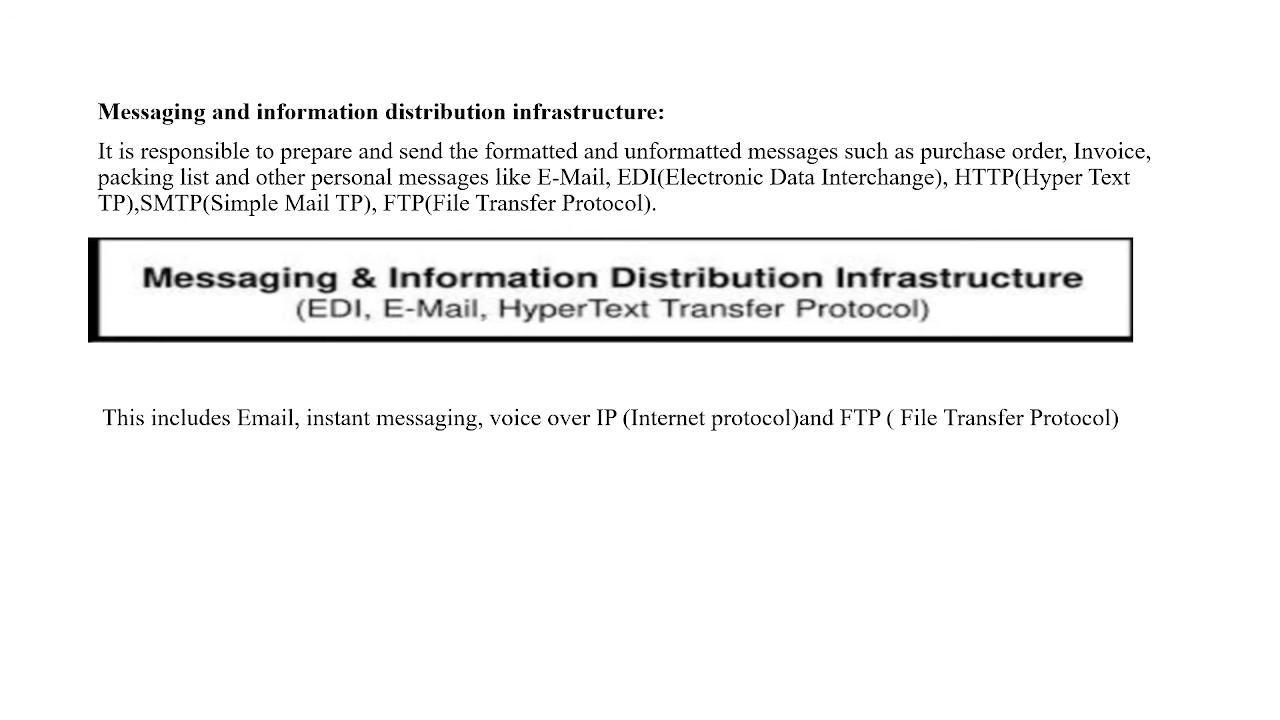 Messaging and information distribution infrastructure:
It is responsible to prepare and send the formatted and unformatted messages such as purchase order, Invoice,
packing list and other personal messages like E-Mail, EDI(Electronic Data Interchange), HTTP(Hyper Text
TP),SMTP(Simple Mail TP), FTP(File Transfer Protocol).
Messaging & Information Distribution Infrastructure
(EDI, E-Mail, HyperText Transfer Protocol)
This includes Email, instant messaging, voice over IP (Internet protocol)and FTP ( File Transfer Protocol)